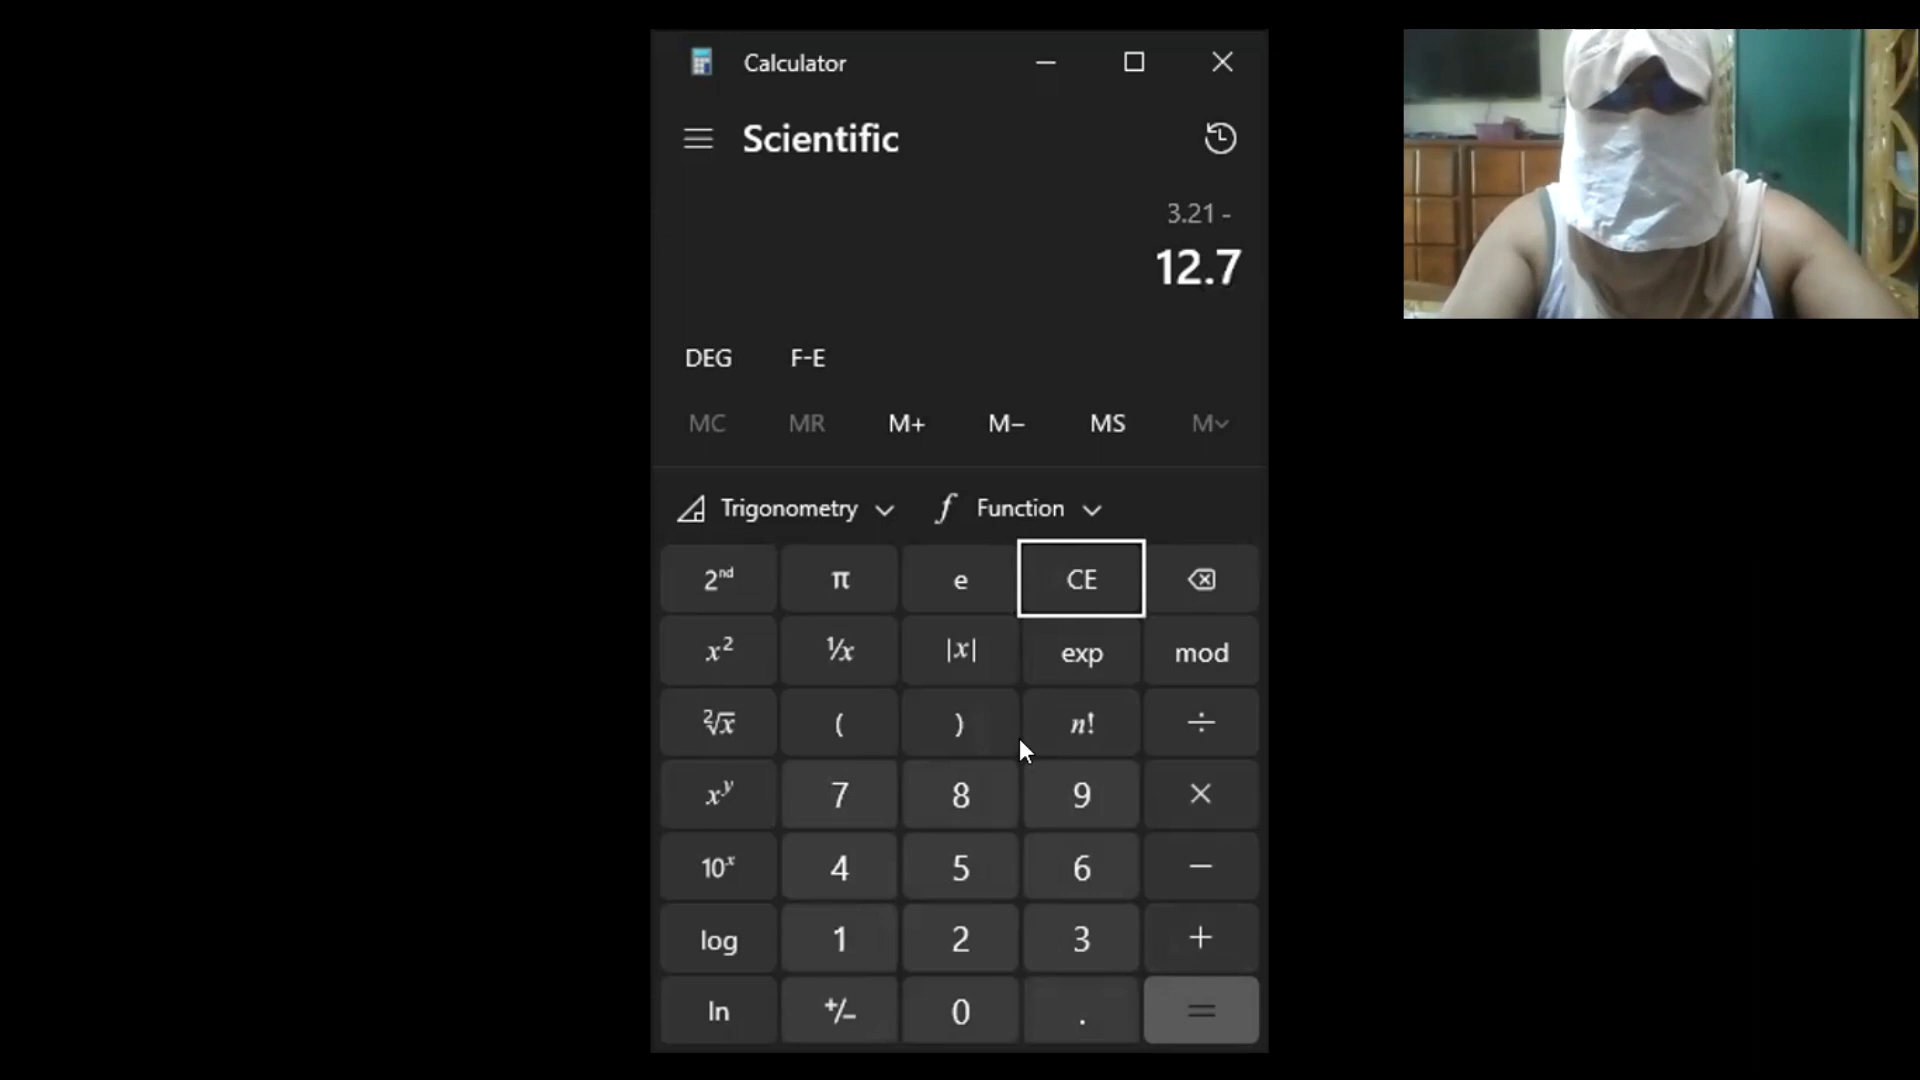 Calculator
Scientific
3.21 -
12.7
DEG F-E
MC MR M+ M− MS M
Trigonometry f Function
2nd π e CE
x² ¹/x |x| exp mod
²√x ( ) n! ÷
xʸ 7 8 9 ×
10ˣ 4 5 6 −
log 1 2 3 +
ln +/− 0 . =